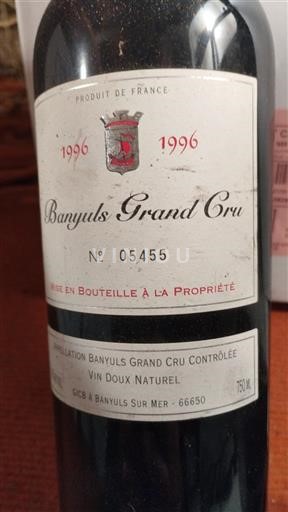 PRODUIT DE FRANCE
1996 1996
Banyuls Grand Cru
Nº 05455
MISE EN BOUTEILLE À LA PROPRIÉTÉ
APPELLATION BANYULS GRAND CRU CONTRÔLÉE
VIN DOUX NATUREL
750 ML
GICB À BANYULS SUR MER - 66650